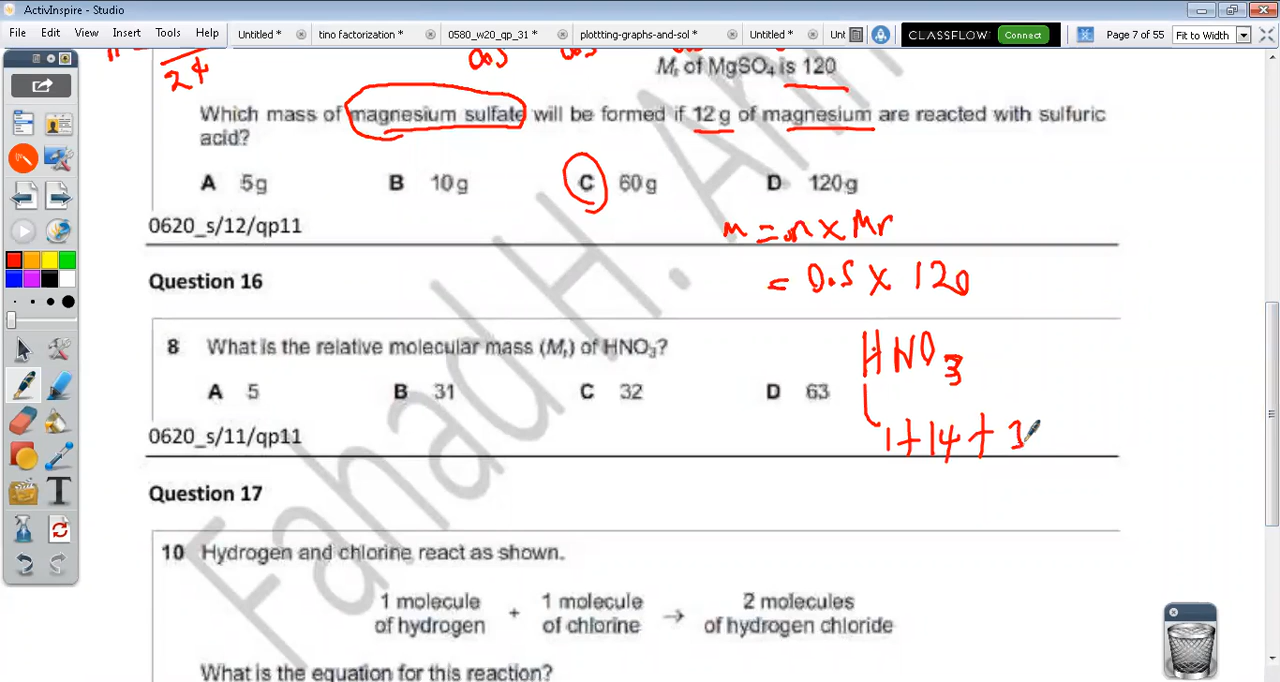 ActivInspire - Studio
File Edit View Insert Tools Help
Untitled * tino factorization * 0580_w20_qp_31 * plottting-graphs-and-sol * Untitled * Unt CLASSFLOW Connect Page 7 of 55 Fit to Width
24
Mr of MgSO4 is 120
Which mass of magnesium sulfate will be formed if 12 g of magnesium are reacted with sulfuric
acid?
A 5g B 10g C 60g D 120g
0620_s/12/qp11
m = n x Mr
= 0.5 x 120
Question 16
8 What is the relative molecular mass (Mr) of HNO3?
A 5 B 31 C 32 D 63
0620_s/11/qp11
HNO3
1+14+3
Question 17
10 Hydrogen and chlorine react as shown.
1 molecule of hydrogen + 1 molecule of chlorine → 2 molecules of hydrogen chloride
What is the equation for this reaction?
Fahad H.